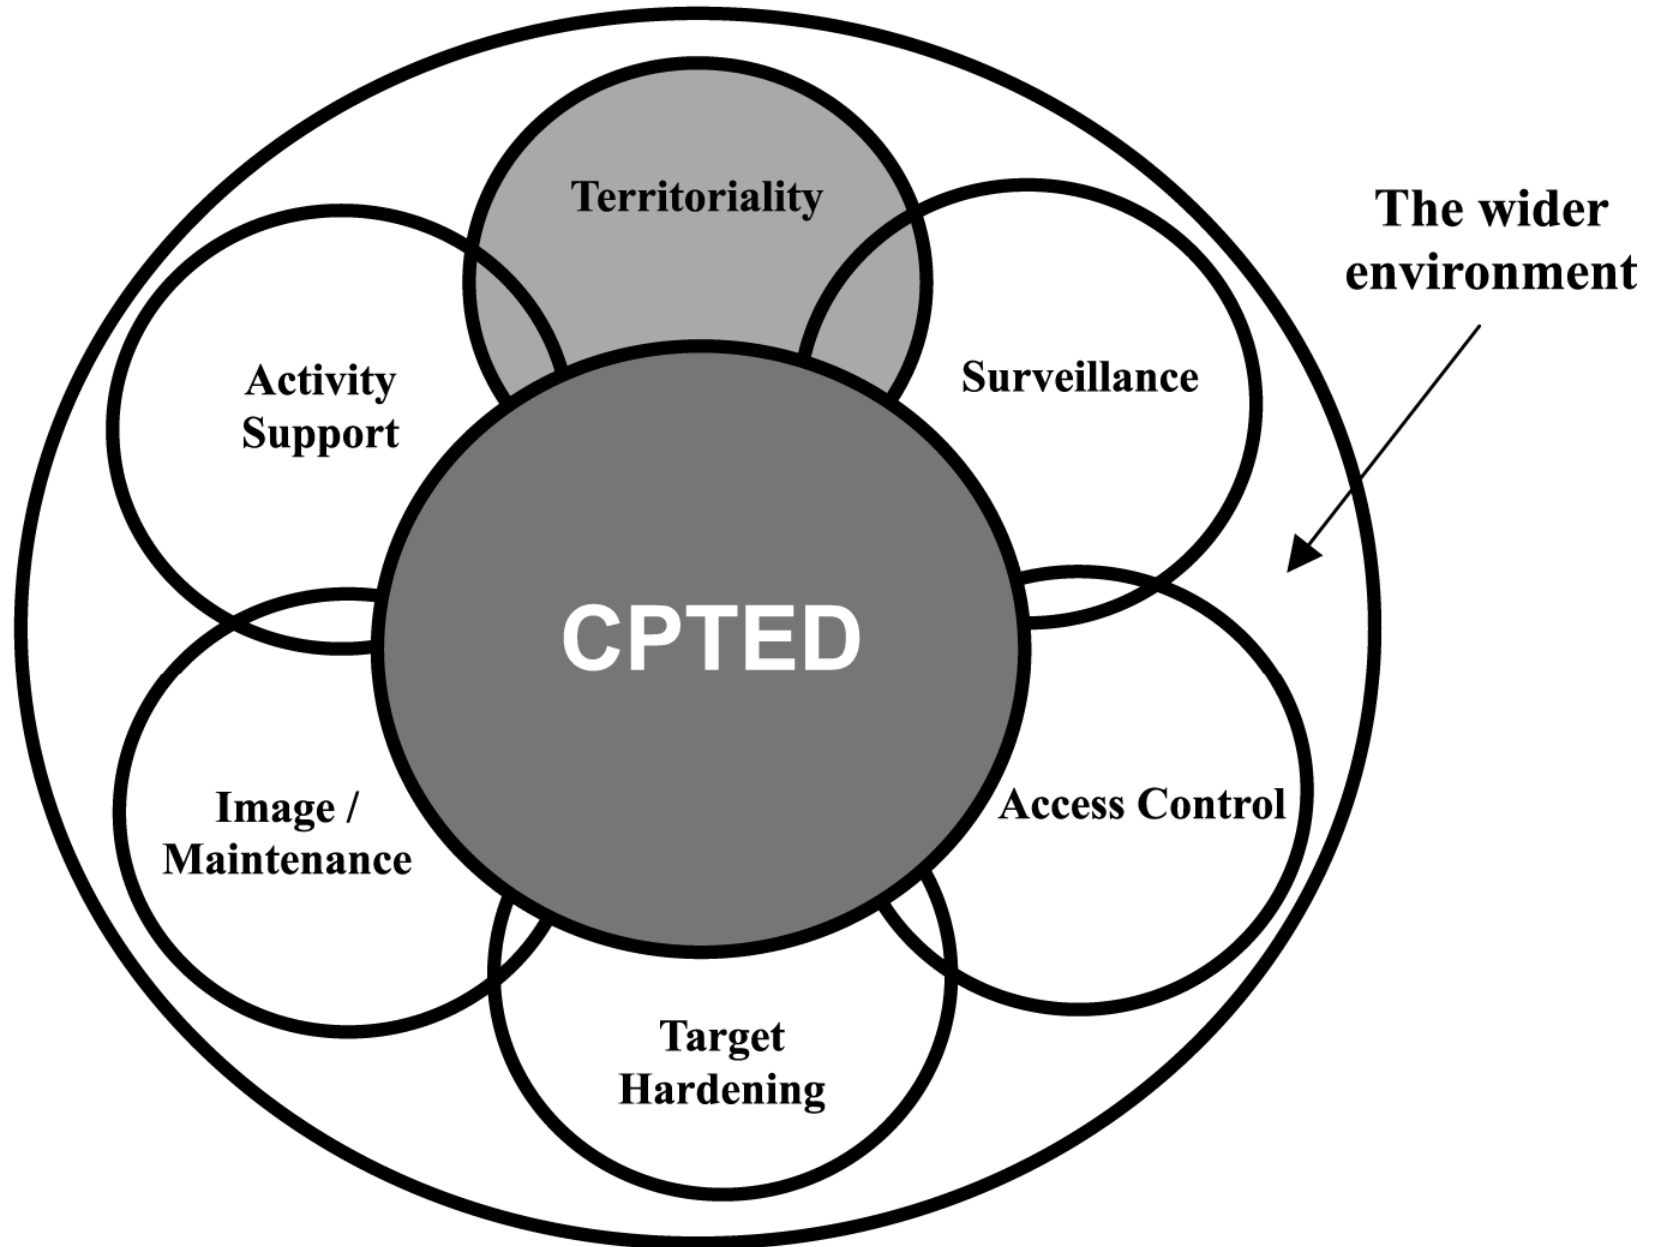 Territoriality
The wider
environment
Activity
Support
Surveillance
CPTED
Image /
Maintenance
Access Control
Target
Hardening